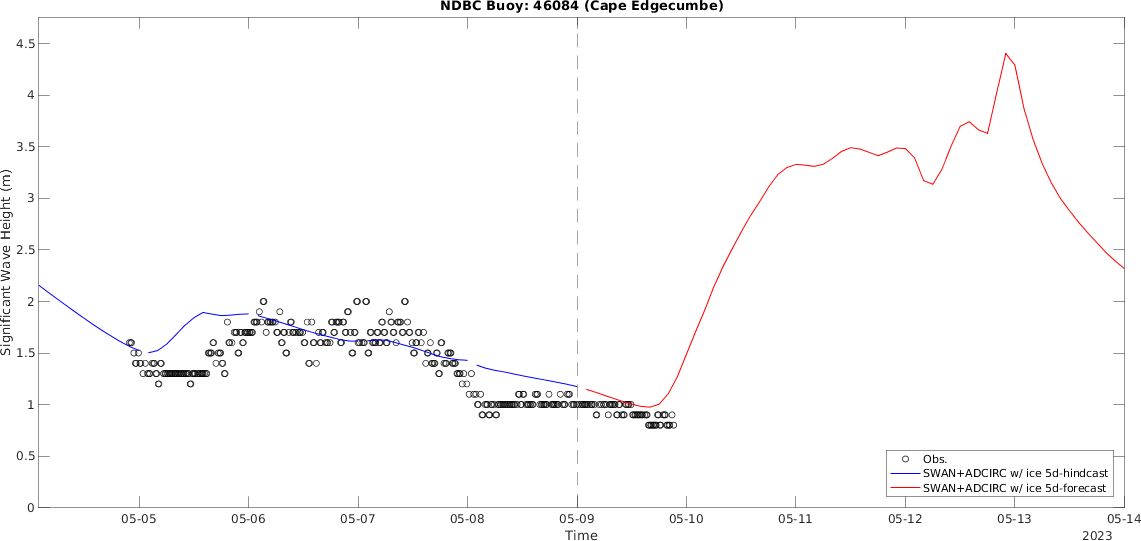 NDBC Buoy: 46084 (Cape Edgecumbe)
Significant Wave Height (m)
4.5
4
3.5
3
2.5
2
1.5
1
0.5
0
Obs.
SWAN+ADCIRC w/ ice 5d-hindcast
SWAN+ADCIRC w/ ice 5d-forecast
05-05 05-06 05-07 05-08 05-09 05-10 05-11 05-12 05-13 05-14
Time
2023